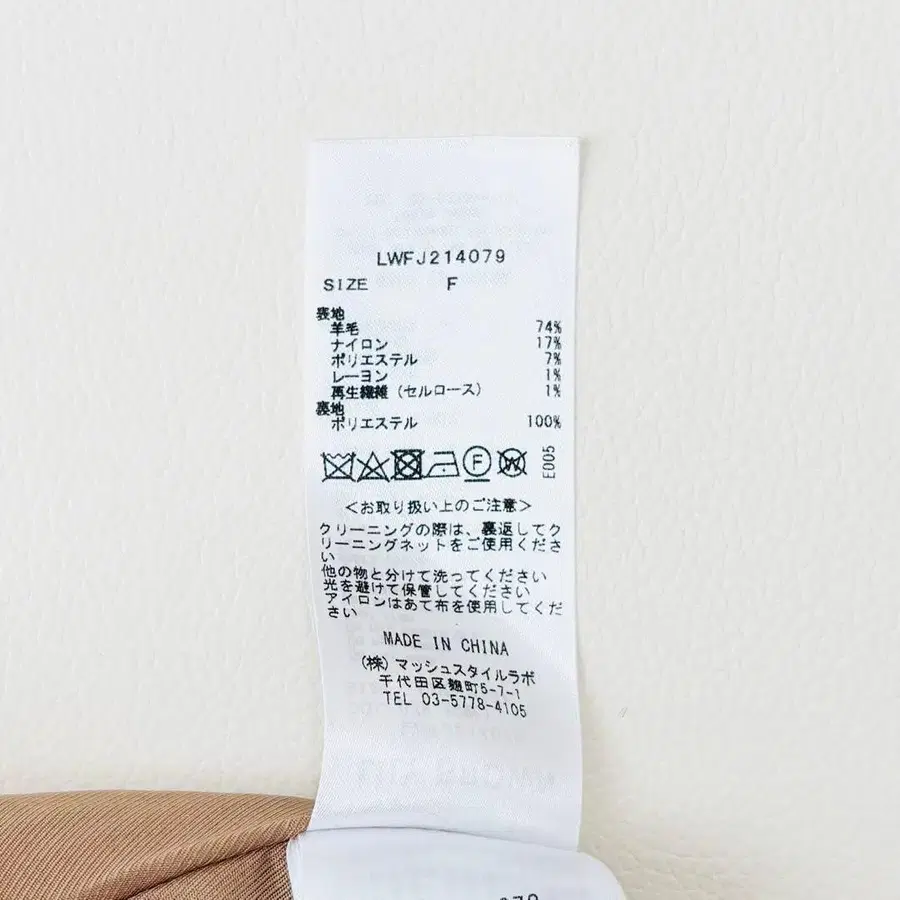 LWFJ214079
SIZE F
表地
羊毛 74%
ナイロン 17%
ポリエステル 7%
レーヨン 1%
再生繊維（セルロース） 1%
裏地
ポリエステル 100%
F W E005
＜お取り扱い上のご注意＞
クリーニングの際は、裏返してク
リーニングネットをご使用くださ
い
他の物と分けて洗ってください
光を避けて保管してください
アイロンはあて布を使用してくだ
さい
MADE IN CHINA
(株) マッシュスタイルラボ
千代田区麹町5-7-1
TEL 03-5778-4105